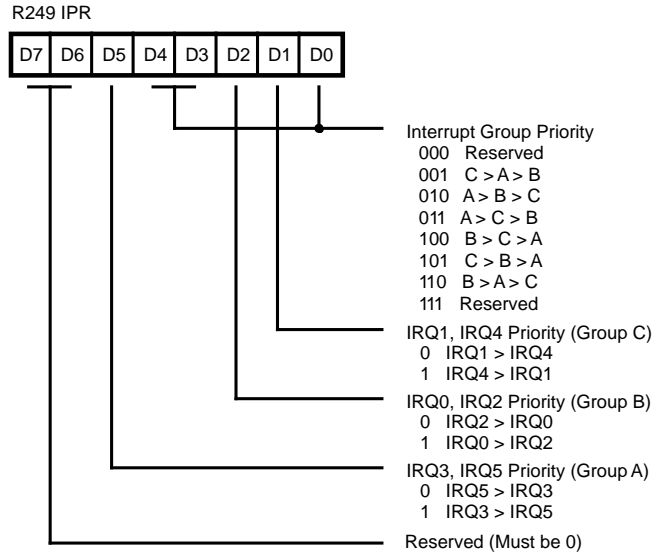 R249 IPR
D7 D6 D5 D4 D3 D2 D1 D0
Interrupt Group Priority
000 Reserved
001 C > A > B
010 A > B > C
011 A > C > B
100 B > C > A
101 C > B > A
110 B > A > C
111 Reserved
IRQ1, IRQ4 Priority (Group C)
0 IRQ1 > IRQ4
1 IRQ4 > IRQ1
IRQ0, IRQ2 Priority (Group B)
0 IRQ2 > IRQ0
1 IRQ0 > IRQ2
IRQ3, IRQ5 Priority (Group A)
0 IRQ5 > IRQ3
1 IRQ3 > IRQ5
Reserved (Must be 0)